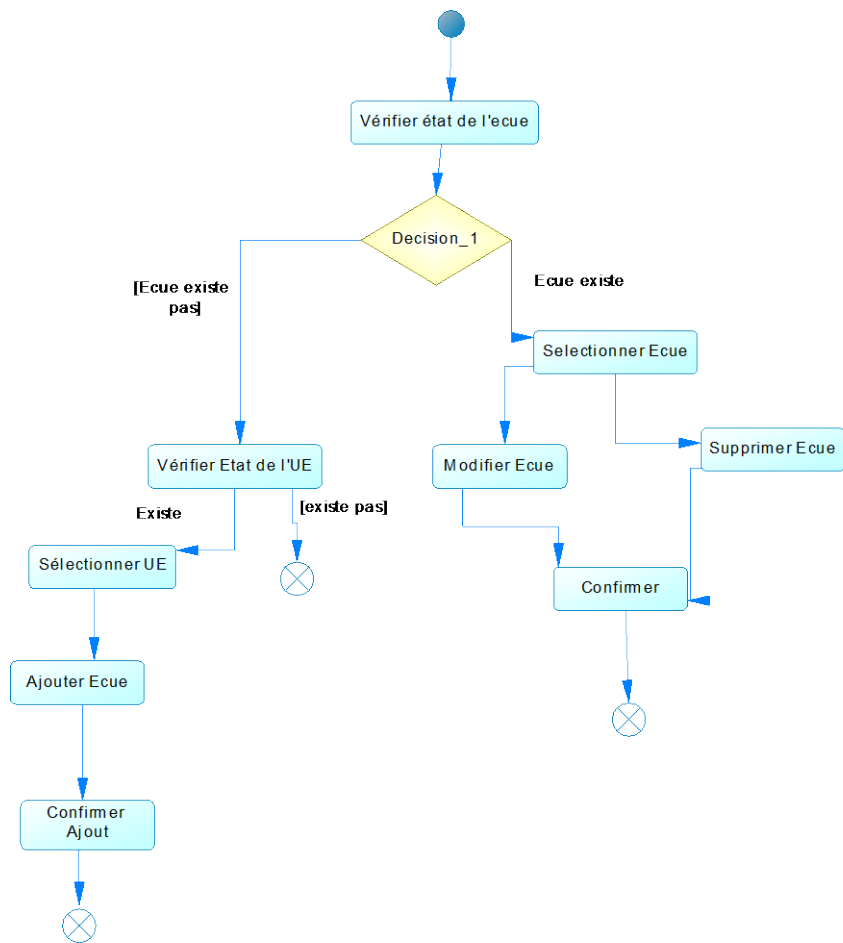 Vérifier état de l'ecue
Decision_1
[Ecue existe
pas]
Ecue existe
Selectionner Ecue
Vérifier Etat de l'UE
Modifier Ecue
Supprimer Ecue
Existe
[existe pas]
Sélectionner UE
Confirmer
Ajouter Ecue
Confirmer
Ajout